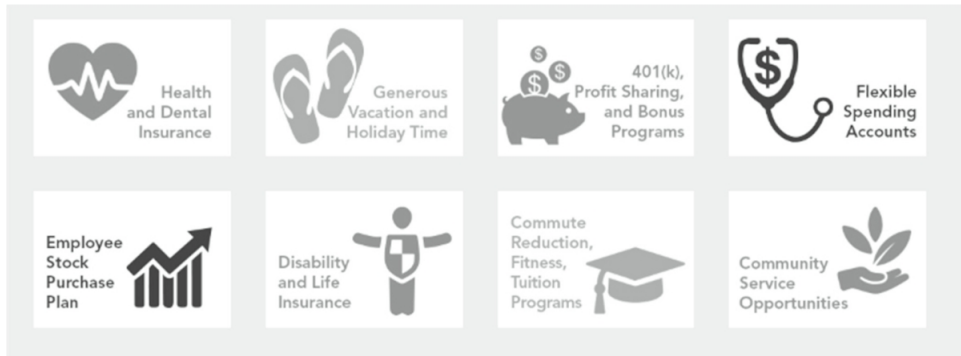 Health
and Dental
Insurance
Generous
Vacation and
Holiday Time
$
$
$
401(k),
Profit Sharing,
and Bonus
Programs
$
Flexible
Spending
Accounts
Employee
Stock
Purchase
Plan
Disability
and Life
Insurance
Commute
Reduction,
Fitness,
Tuition
Programs
Community
Service
Opportunities